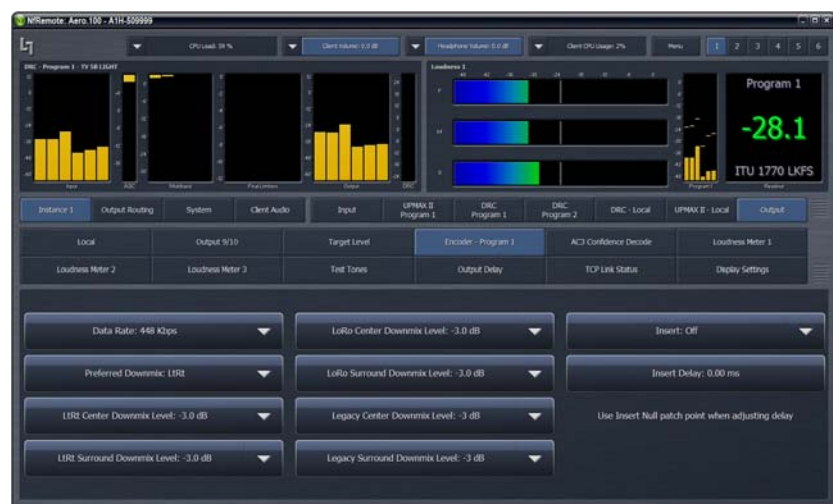 NfRemote: Aero.100 - A1H-509999
CPU Load: 39 %
Client Volume: 0.0 dB
Headphone Volume: 0.0 dB
Client CPU Usage: 2%
Menu
1 2 3 4 5 6
DRC - Program 1 - TV 5B LIGHT
Input
AGC
Multiband
Final Limiters
Output
DRC
Loudness 1
Program 1
Program 1
-28.1
ITU 1770 LKFS
Instance 1
Output Routing
System
Client Audio
Input
UPMAX II Program 1
DRC Program 1
DRC Program 2
DRC - Local
UPMAX II - Local
Output
Local
Output 9/10
Target Level
Encoder - Program 1
AC3 Confidence Decode
Loudness Meter 1
Loudness Meter 2
Loudness Meter 3
Test Tones
Output Delay
TCP Link Status
Display Settings
Data Rate: 448 Kbps
LoRo Center Downmix Level: -3.0 dB
Insert: Off
Preferred Downmix: LtRt
LoRo Surround Downmix Level: -3.0 dB
Insert Delay: 0.00 ms
LtRt Center Downmix Level: -3.0 dB
Legacy Center Downmix Level: -3 dB
Use Insert Null patch point when adjusting delay
LtRt Surround Downmix Level: -3.0 dB
Legacy Surround Downmix Level: -3 dB